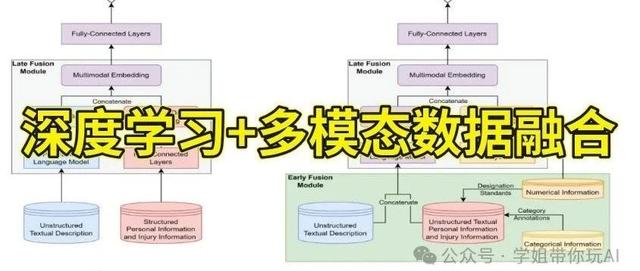 Fully-Connected Layers
Late Fusion
Module
Multimodal Embedding
Concatenate
Language Model
Layers
Unstructured
Textual Description
Structured
Personal Information
and Injury Information
Fully-Connected Layers
Late Fusion
Module
Multimodal Embedding
Concatenate
深度学习+多模态数据融合
Early Fusion
Module
Concatenate
Unstructured
Textual Description
Unstructured Textual
Personal Information
and Injury Information
Designation
Standards
Numerical Information
Category
Annotations
Categorical Information
公众号 · 学姐带你玩AI